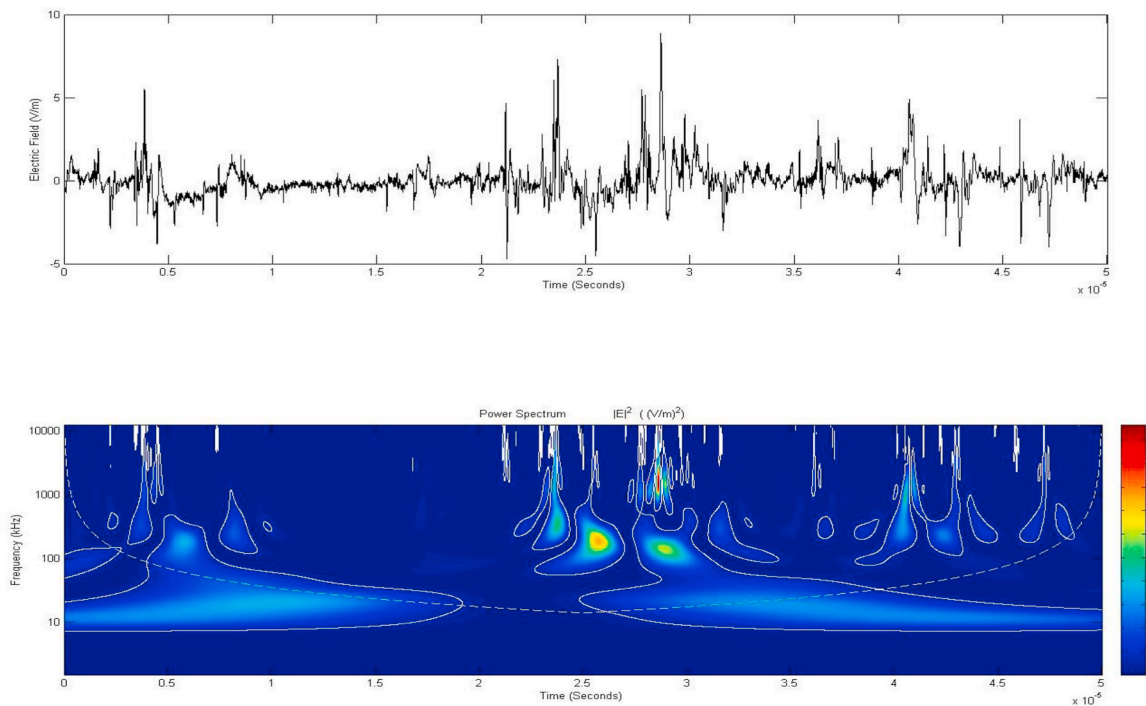 10
5
0
-5
Electric Field (V/m)
0 0.5 1 1.5 2 2.5 3 3.5 4 4.5 5
Time (Seconds)
x 10⁻⁵
Power Spectrum |E|² ( (V/m)²)
10000
1000
100
10
Frequency (kHz)
0 0.5 1 1.5 2 2.5 3 3.5 4 4.5 5
Time (Seconds)
x 10⁻⁵